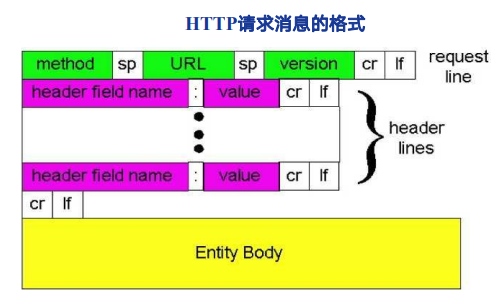 HTTP请求消息的格式
method sp URL sp version cr lf request line
header field name : value cr lf
header lines
header field name : value cr lf
cr lf
Entity Body